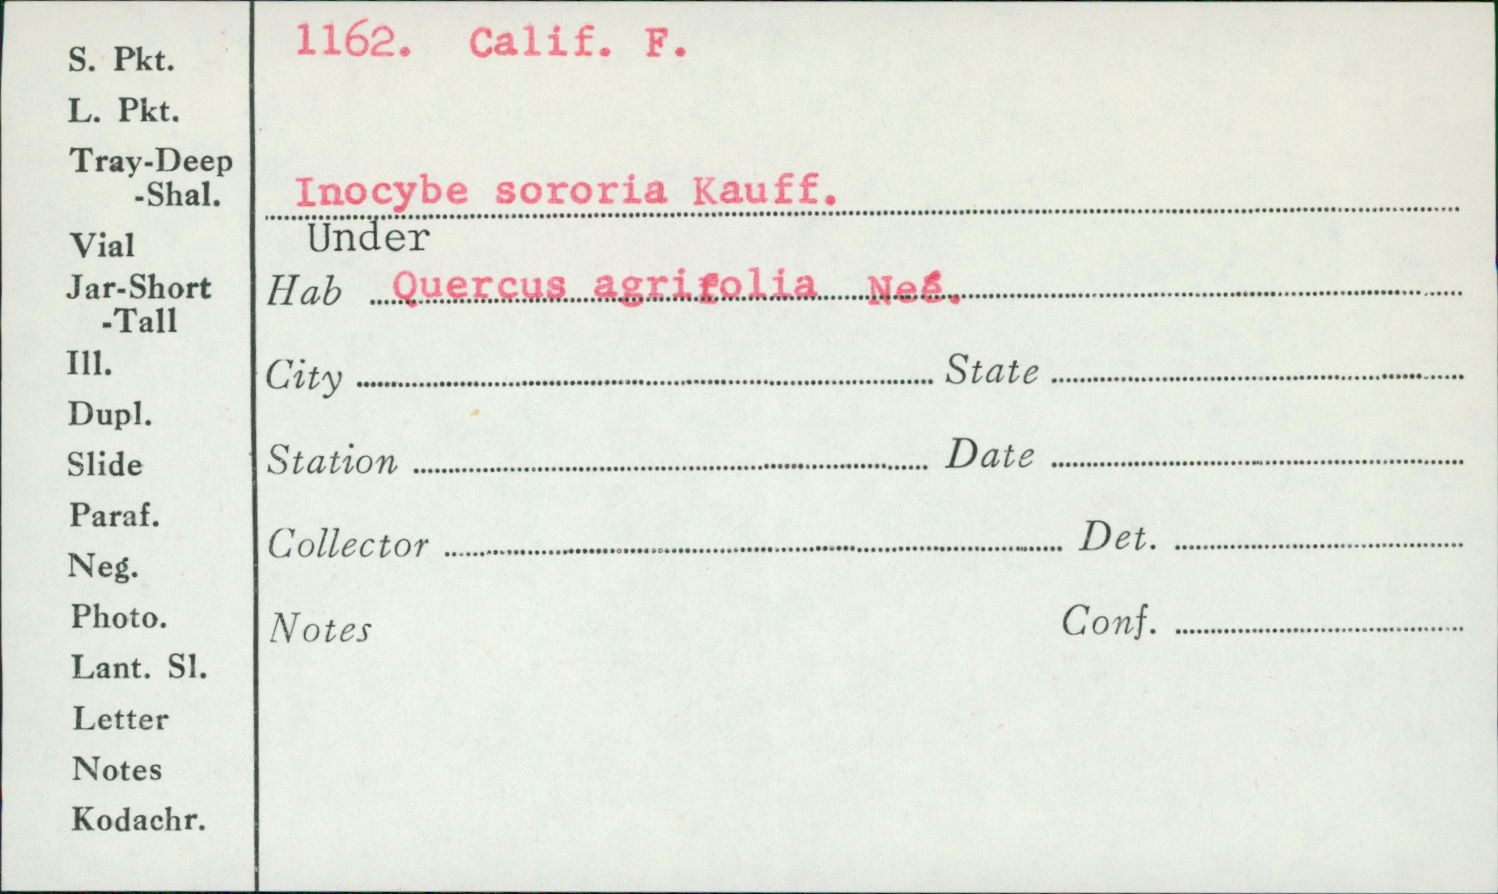 S. Pkt.
L. Pkt.
Tray-Deep
-Shal.
Vial
Jar-Short
-Tall
Ill.
Dupl.
Slide
Paraf.
Neg.
Photo.
Lant. Sl.
Letter
Notes
Kodachr.
1162. Calif. F.
Inocybe sororia Kauff.
Under
Hab Quercus agrifolia Neé.
City State
Station Date
Collector Det.
Notes Conf.